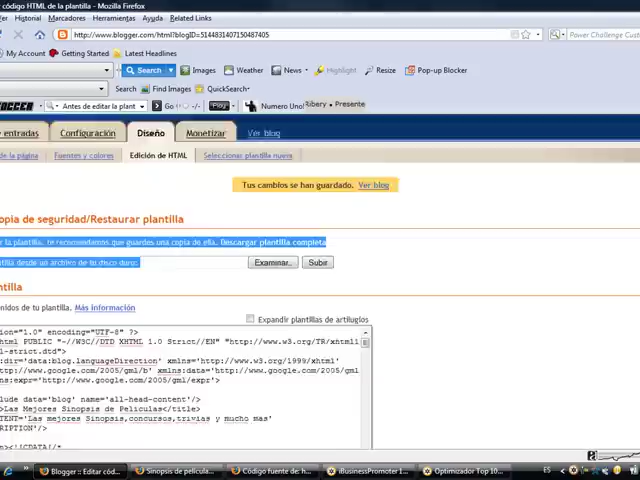 código HTML de la plantilla - Mozilla Firefox
Ver Historial Marcadores Herramientas Ayuda Related Links
http://www.blogger.com/html?blogID=5144831407150487405
Power Challenge Cust
My Account Getting Started Latest Headlines
Search Images Weather News Highlight Resize Pop-up Blocker
Search Find Images QuickSearch
Antes de editar la plant Go Play Numero Uno! Ribery • Presente
entradas Configuración Diseño Monetizar Ver blog
de la página Fuentes y colores Edición de HTML Seleccionar plantilla nueva
Tus cambios se han guardado. Ver blog
opia de seguridad/Restaurar plantilla
r la plantilla, te recomendamos que guardes una copia de ella. Descargar plantilla completa
ntilla desde un archivo de tu disco duro:
Examinar... Subir
ntilla
nidos de tu plantilla. Más información
Expandir plantillas de artilugios
ion="1.0" encoding="UTF-8" ?>
html PUBLIC "-//W3C//DTD XHTML 1.0 Strict//EN" "http://www.w3.org/TR/xhtml1
l-strict.dtd">
:dir='data:blog.languageDirection' xmlns='http://www.w3.org/1999/xhtml'
ttp://www.google.com/2005/gml/b' xmlns:data='http://www.google.com/2005/gml
ns:expr='http://www.google.com/2005/gml/expr'>
clude data='blog' name='all-head-content'/>
>Las Mejores Sinopsis de Peliculas</title>
TENT='Las mejores Sinopsis,concursos,trivias y mucho mas'
RIPTION'/>
n><![CDATA[/*
Blogger :: Editar cód... Sinopsis de película... Código fuente de: h... iBusinessPromoter 1... Optimizador Top 10... ES